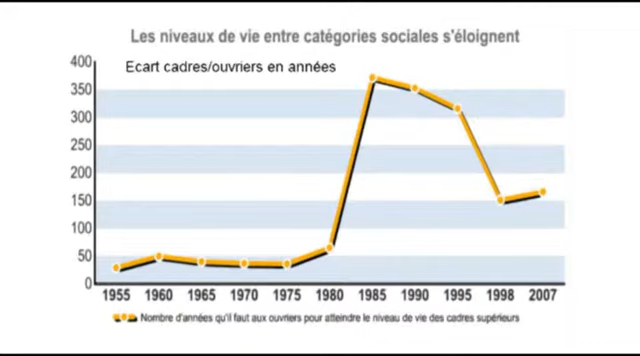 Les niveaux de vie entre catégories sociales s'éloignent
Ecart cadres/ouvriers en années
400
350
300
250
200
150
100
50
0
1955 1960 1965 1970 1975 1980 1985 1990 1995 1998 2007
Nombre d'années qu'il faut aux ouvriers pour atteindre le niveau de vie des cadres supérieurs